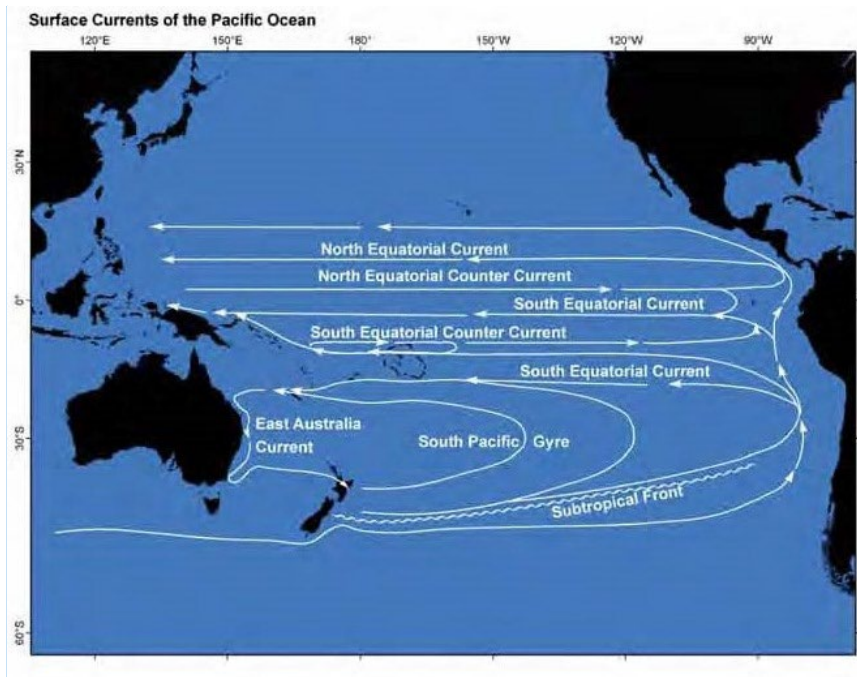 Surface Currents of the Pacific Ocean
120°E
150°E
180°
150°W
120°W
90°W
30°N
North Equatorial Current
North Equatorial Counter Current
0°
South Equatorial Current
South Equatorial Counter Current
South Equatorial Current
East Australia
Current
30°S
South Pacific Gyre
Subtropical Front
60°S